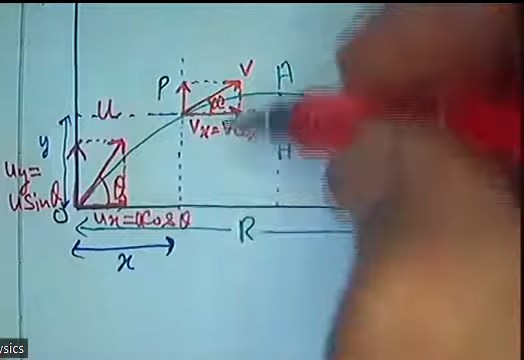 P
V
A
U
α
Vx = Vcos
y
H
Uy =
USinθ
θ
O
Ux = UCosθ
R
x
ysics